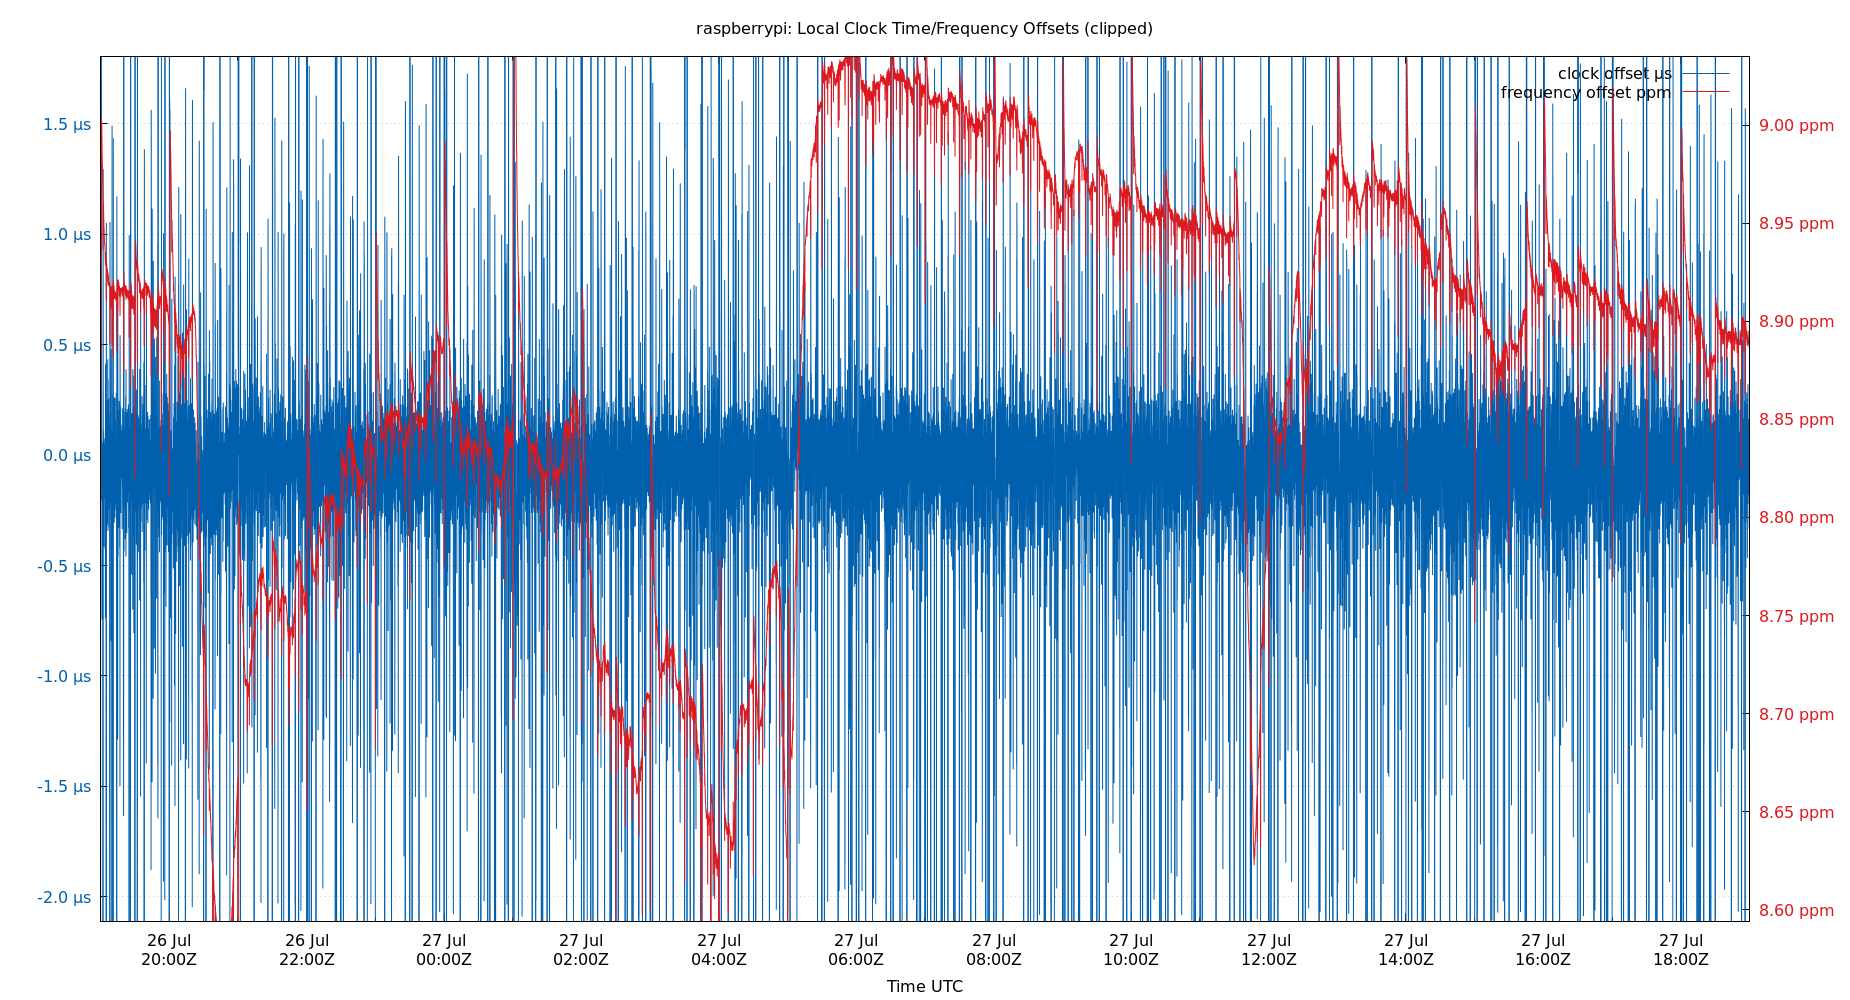 raspberrypi: Local Clock Time/Frequency Offsets (clipped)
clock offset µs
frequency offset ppm
1.5 µs
1.0 µs
0.5 µs
0.0 µs
-0.5 µs
-1.0 µs
-1.5 µs
-2.0 µs
9.00 ppm
8.95 ppm
8.90 ppm
8.85 ppm
8.80 ppm
8.75 ppm
8.70 ppm
8.65 ppm
8.60 ppm
26 Jul 26 Jul 27 Jul 27 Jul 27 Jul 27 Jul 27 Jul 27 Jul 27 Jul 27 Jul 27 Jul 27 Jul
20:00Z 22:00Z 00:00Z 02:00Z 04:00Z 06:00Z 08:00Z 10:00Z 12:00Z 14:00Z 16:00Z 18:00Z
Time UTC